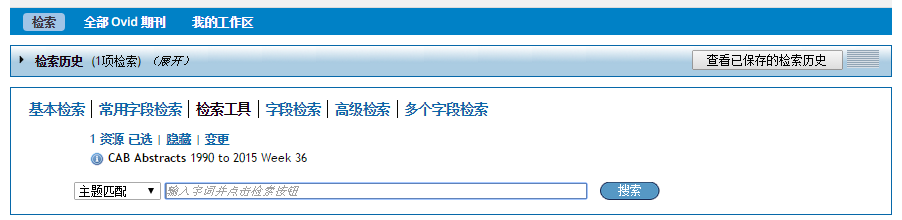 检索 全部 Ovid 期刊 我的工作区
检索历史 (1项检索) (展开) 查看已保存的检索历史
基本检索 | 常用字段检索 | 检索工具 | 字段检索 | 高级检索 | 多个字段检索
1 资源 已选 | 隐藏 | 变更
CAB Abstracts 1990 to 2015 Week 36
主题匹配 输入字词并点击检索按钮 搜索